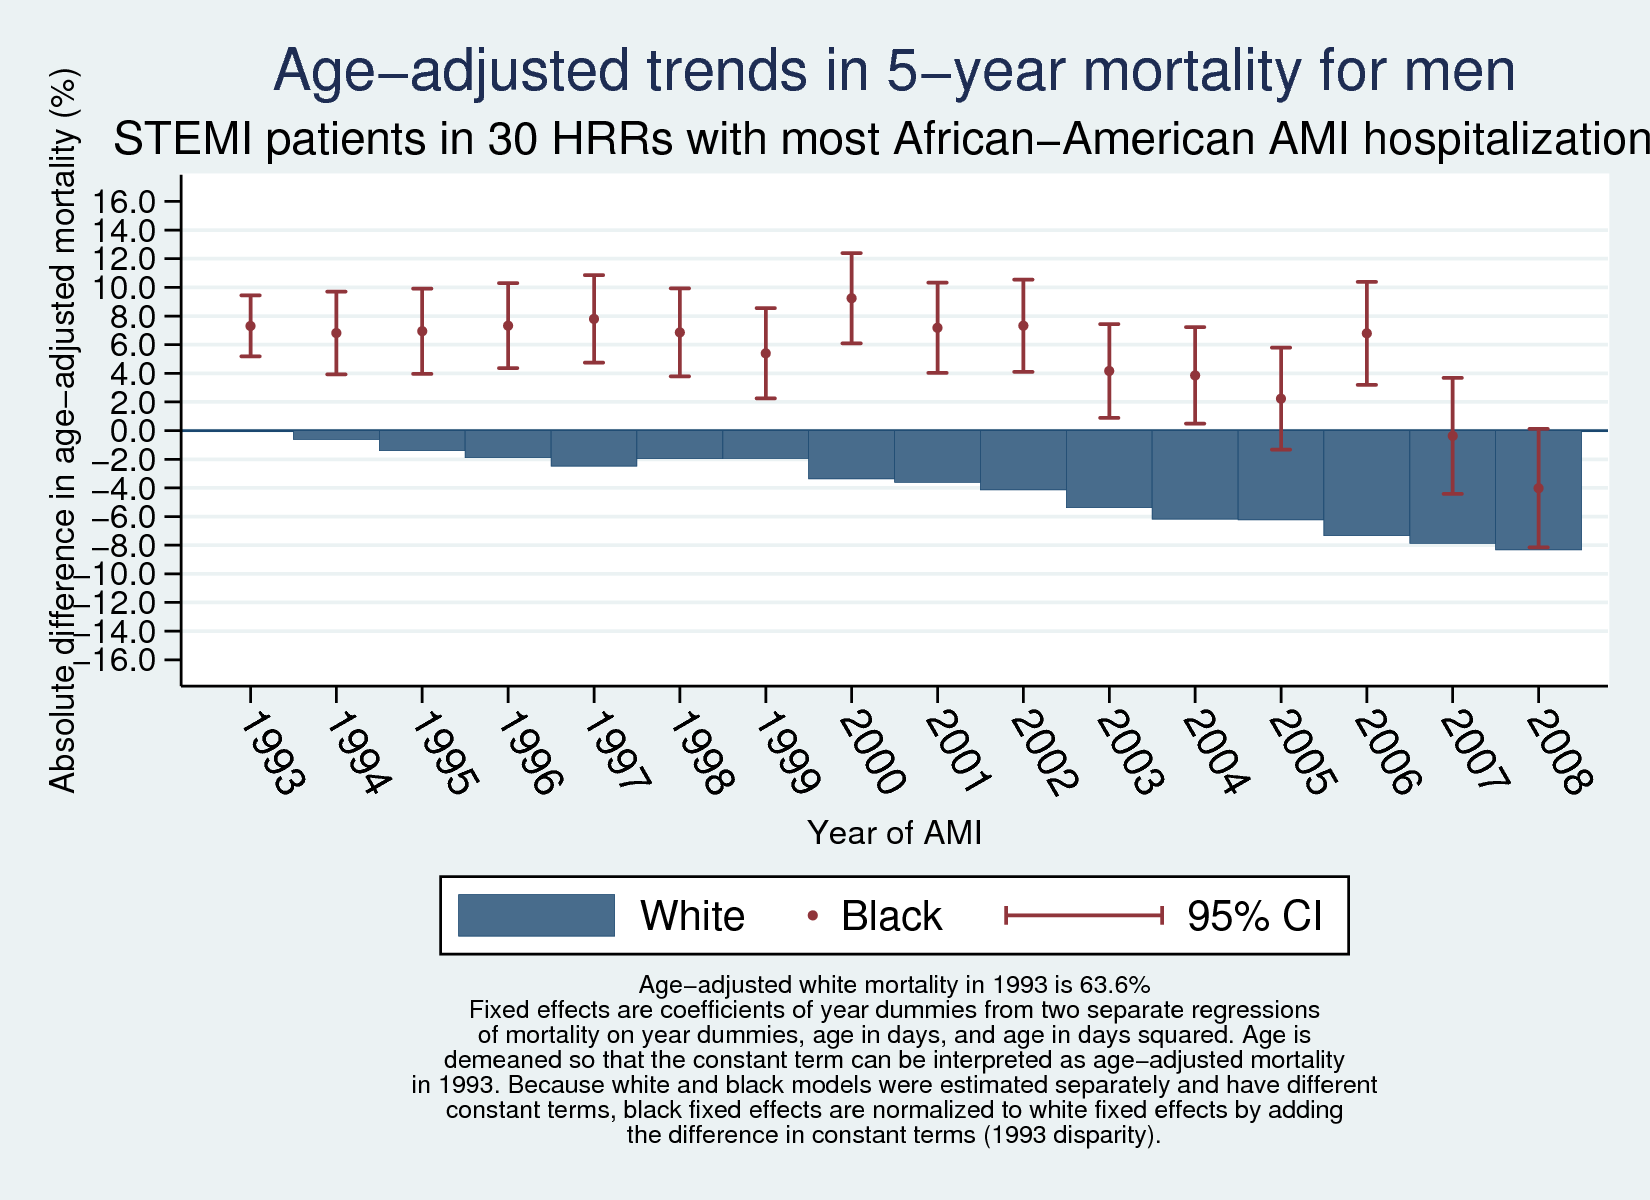 Age−adjusted trends in 5−year mortality for men
STEMI patients in 30 HRRs with most African−American AMI hospitalization
Absolute difference in age−adjusted mortality (%)
16.0
14.0
12.0
10.0
8.0
6.0
4.0
2.0
0.0
−2.0
−4.0
−6.0
−8.0
−10.0
−12.0
−14.0
−16.0
1993
1994
1995
1996
1997
1998
1999
2000
2001
2002
2003
2004
2005
2006
2007
2008
Year of AMI
White
Black
95% CI
Age−adjusted white mortality in 1993 is 63.6%
Fixed effects are coefficients of year dummies from two separate regressions
of mortality on year dummies, age in days, and age in days squared. Age is
demeaned so that the constant term can be interpreted as age−adjusted mortality
in 1993. Because white and black models were estimated separately and have different
constant terms, black fixed effects are normalized to white fixed effects by adding
the difference in constant terms (1993 disparity).